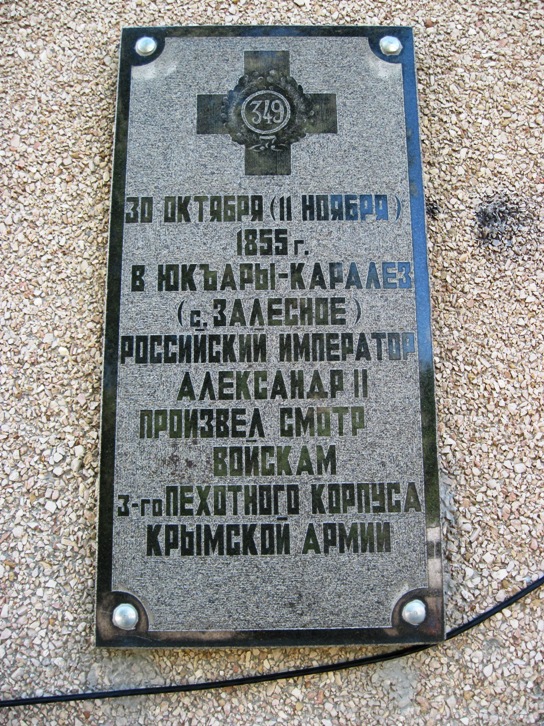 349
30 ОКТЯБРЯ (11 НОЯБРЯ)
1855 г.
В ЮКЪАРЫ-КАРАЛЕЗ
(с. ЗАЛЕСНОЕ)
РОССИЙСКИЙ ИМПЕРАТОР
АЛЕКСАНДР II
ПРОИЗВЕЛ СМОТР
ВОЙСКАМ
3-го ПЕХОТНОГО КОРПУСА
КРЫМСКОЙ АРМИИ